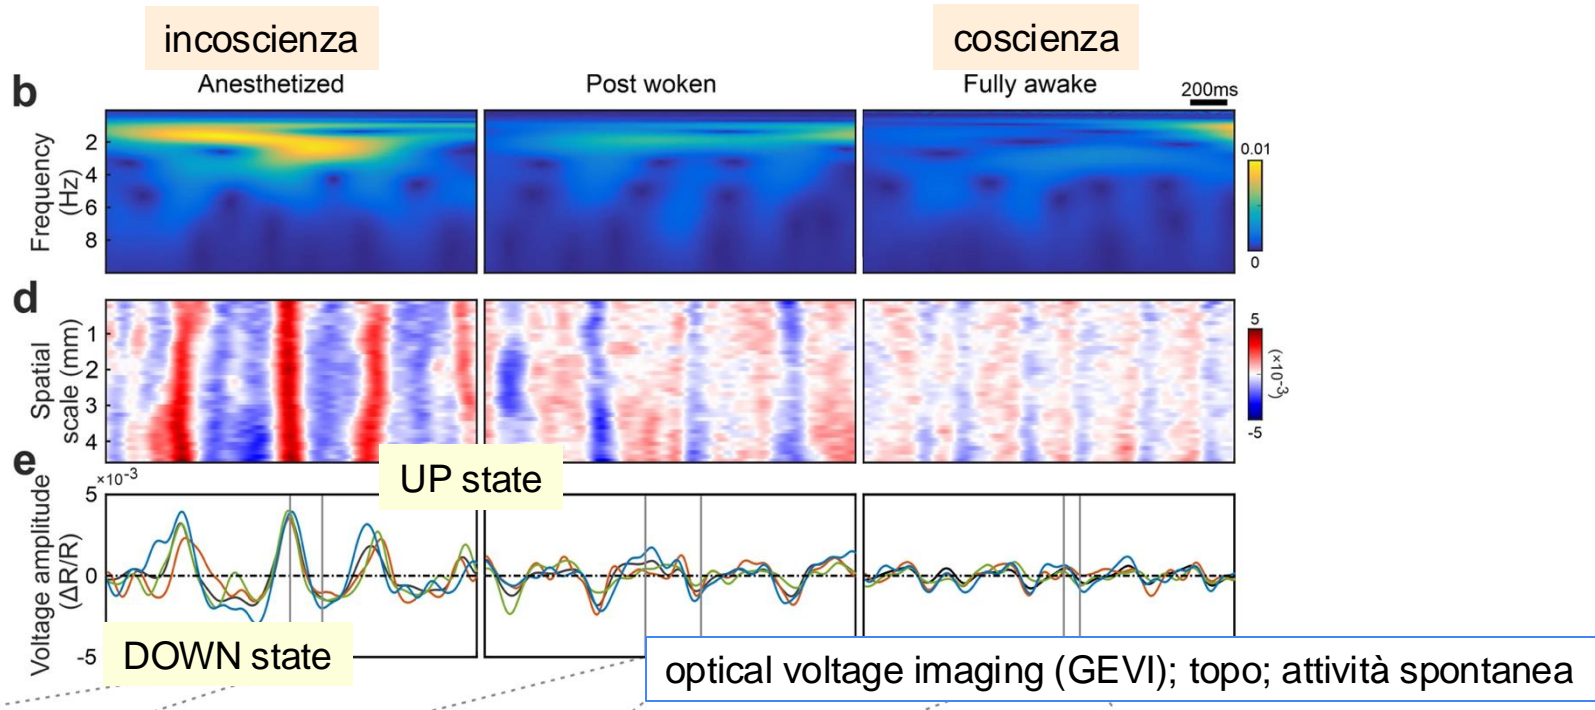 incoscienza
coscienza
b
Anesthetized
Post woken
Fully awake
200ms
Frequency
(Hz)
2
4
6
8
0.01
0
d
Spatial
scale (mm)
1
2
3
4
5
(×10⁻³)
-5
e
UP state
×10⁻³
Voltage amplitude
(ΔR/R)
5
0
-5
DOWN state
optical voltage imaging (GEVI); topo; attività spontanea